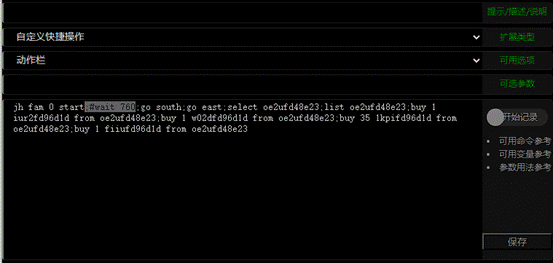 提示/描述/说明
自定义快捷操作
扩展类型
动作栏
可用选项
可选参数
jh fam 0 start;#wait 760;go south;go east;select oe2ufd48e23;list oe2ufd48e23;buy 1
iur2fd96d1d from oe2ufd48e23;buy 1 w02dfd96d1d from oe2ufd48e23;buy 35 1kpifd96d1d from
oe2ufd48e23;buy 1 fiiufd96d1d from oe2ufd48e23
开始记录
• 可用命令参考
• 可用变量参考
• 参数用法参考
保存